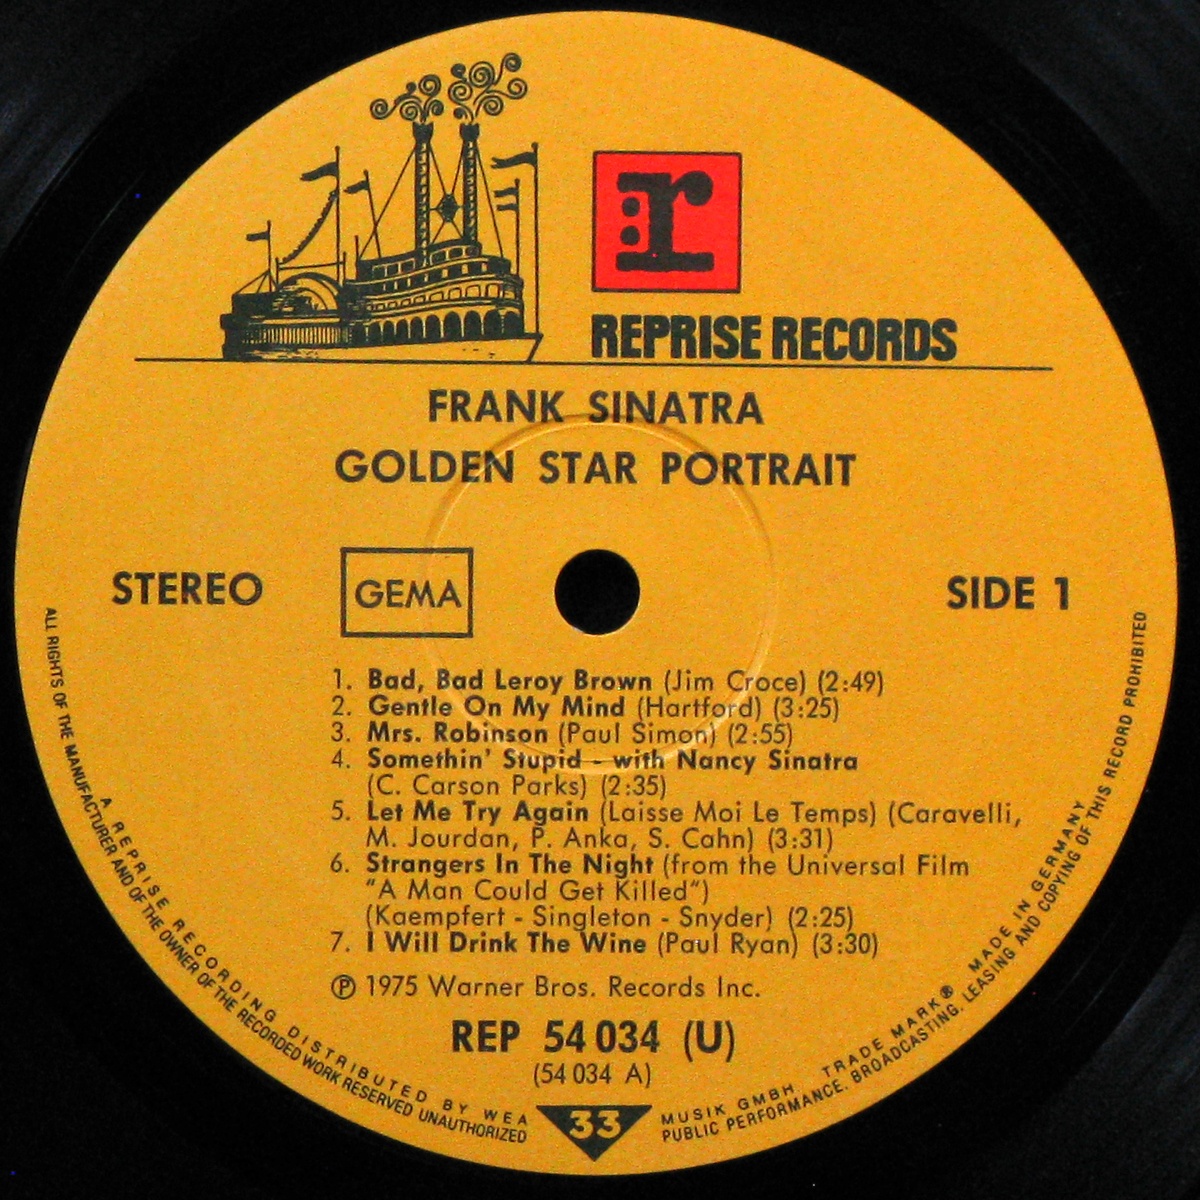 r:
REPRISE RECORDS
FRANK SINATRA
GOLDEN STAR PORTRAIT
STEREO
GEMA
SIDE 1
1. Bad, Bad Leroy Brown (Jim Croce) (2:49)
2. Gentle On My Mind (Hartford) (3:25)
3. Mrs. Robinson (Paul Simon) (2:55)
4. Somethin' Stupid - with Nancy Sinatra
(C. Carson Parks) (2:35)
5. Let Me Try Again (Laisse Moi Le Temps) (Caravelli,
M. Jourdan, P. Anka, S. Cahn) (3:31)
6. Strangers In The Night (from the Universal Film
"A Man Could Get Killed")
(Kaempfert - Singleton - Snyder) (2:25)
7. I Will Drink The Wine (Paul Ryan) (3:30)
℗ 1975 Warner Bros. Records Inc.
REP 54 034 (U)
(54 034 A)
33
A REPRISE RECORDING DISTRIBUTED BY WEA MUSIK GMBH. TRADE MARK® MADE IN GERMANY
ALL RIGHTS OF THE MANUFACTURER AND OF THE OWNER OF THE RECORDED WORK RESERVED UNAUTHORIZED PUBLIC PERFORMANCE. BROADCASTING. LEASING AND COPYING OF THIS RECORD PROHIBITED